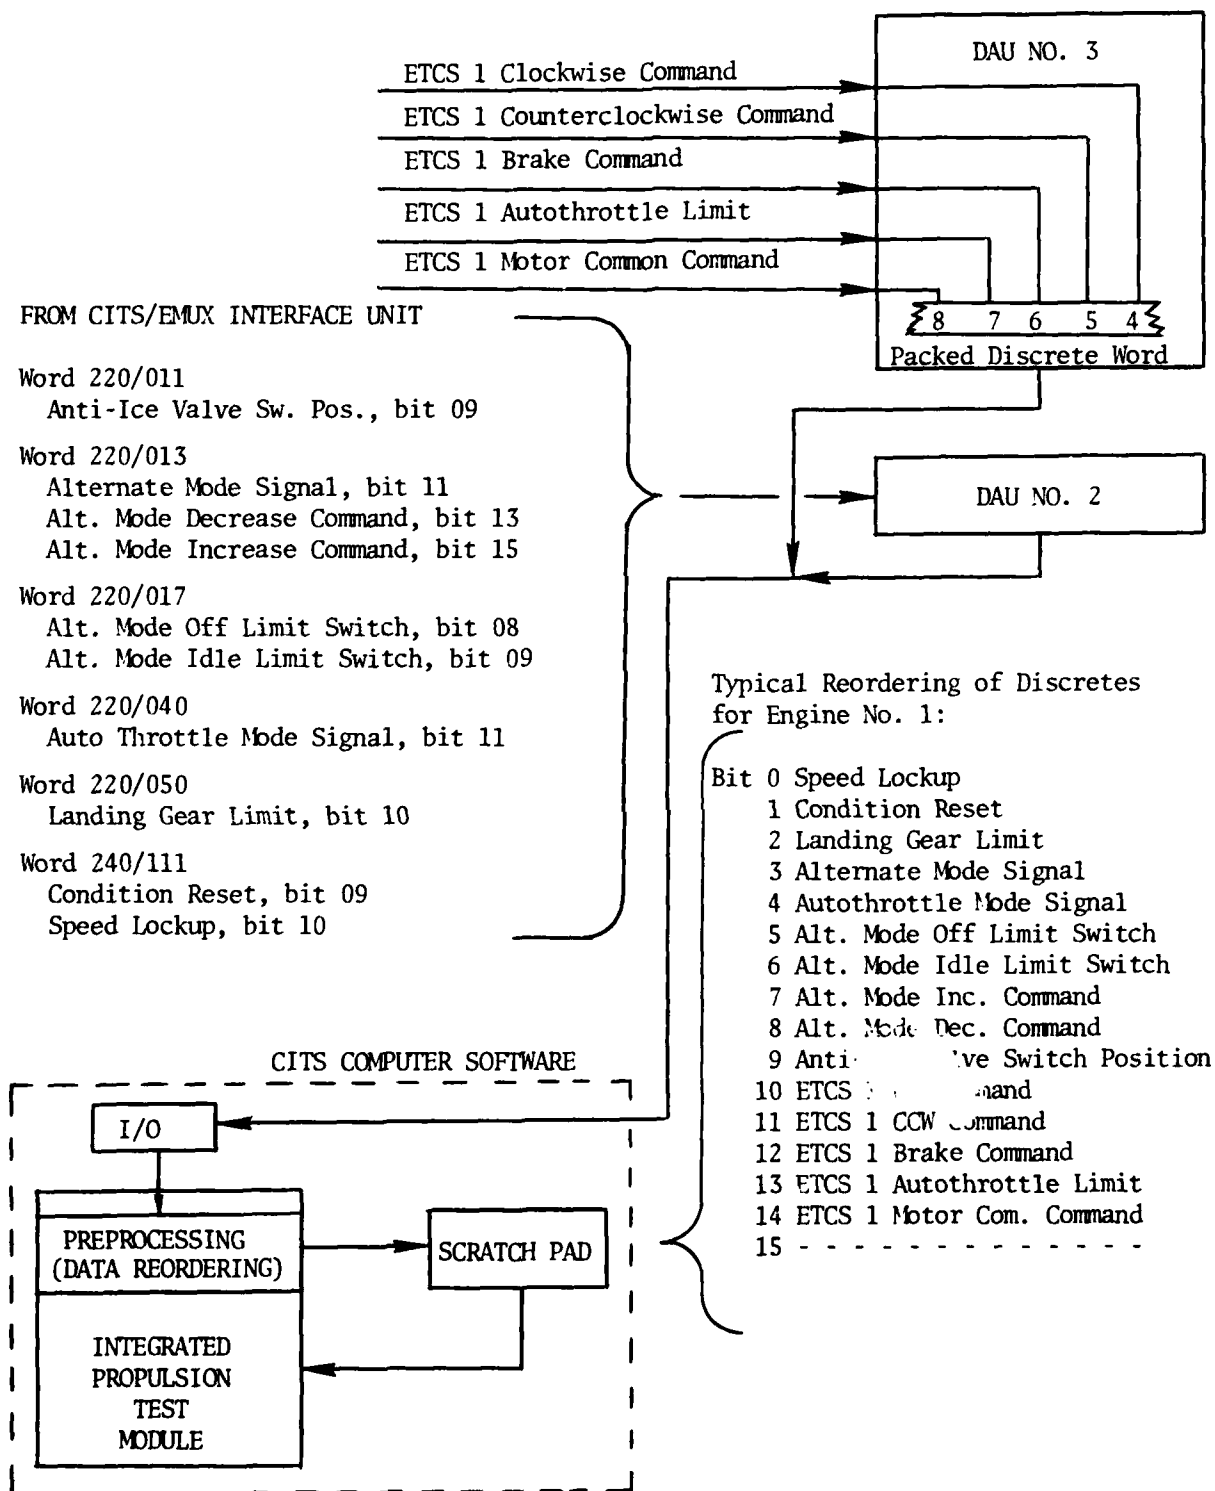 DAU NO. 3
ETCS 1 Clockwise Command
ETCS 1 Counterclockwise Command
ETCS 1 Brake Command
ETCS 1 Autothrottle Limit
ETCS 1 Motor Common Command
8 7 6 5 4
Packed Discrete Word
FROM CITS/EMUX INTERFACE UNIT
Word 220/011
Anti-Ice Valve Sw. Pos., bit 09
Word 220/013
Alternate Mode Signal, bit 11
Alt. Mode Decrease Command, bit 13
Alt. Mode Increase Command, bit 15
Word 220/017
Alt. Mode Off Limit Switch, bit 08
Alt. Mode Idle Limit Switch, bit 09
Word 220/040
Auto Throttle Mode Signal, bit 11
Word 220/050
Landing Gear Limit, bit 10
Word 240/111
Condition Reset, bit 09
Speed Lockup, bit 10
DAU NO. 2
Typical Reordering of Discretes
for Engine No. 1:
Bit 0 Speed Lockup
1 Condition Reset
2 Landing Gear Limit
3 Alternate Mode Signal
4 Autothrottle Mode Signal
5 Alt. Mode Off Limit Switch
6 Alt. Mode Idle Limit Switch
7 Alt. Mode Inc. Command
8 Alt. Mode Dec. Command
9 Anti- Switch Position
10 ETCS
11 ETCS 1 CCW Command
12 ETCS 1 Brake Command
13 ETCS 1 Autothrottle Limit
14 ETCS 1 Motor Com. Command
15 - - - - - - - - - - - - -
CITS COMPUTER SOFTWARE
I/O
PREPROCESSING
(DATA REORDERING)
SCRATCH PAD
INTEGRATED
PROPULSION
TEST
MODULE